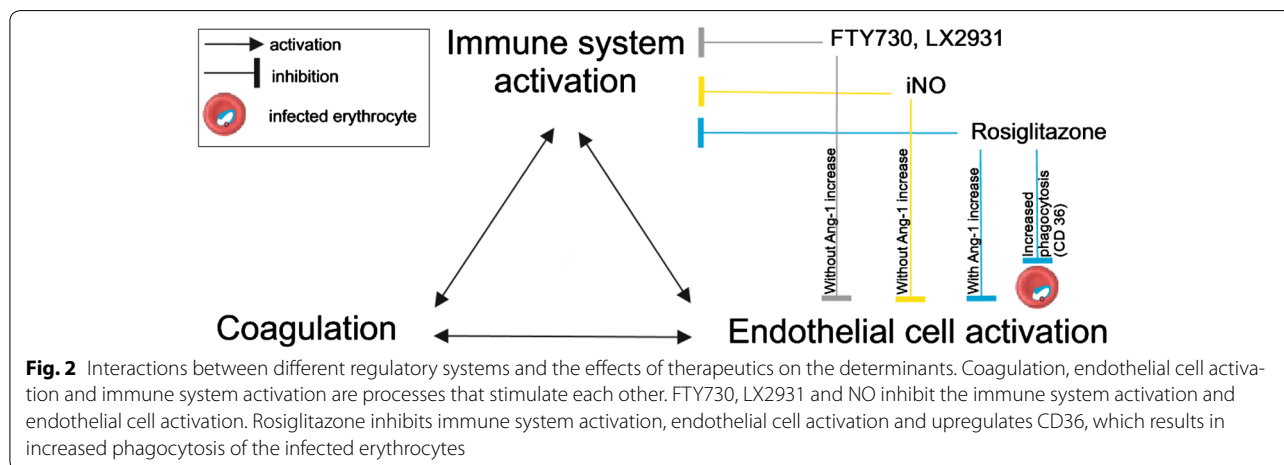 activation
inhibition
infected erythrocyte
Immune system
activation
FTY730, LX2931
iNO
Rosiglitazone
Without Ang-1 increase
Without Ang-1 increase
With Ang-1 increase
Increased
phagocytosis
(CD 36)
Coagulation
Endothelial cell activation
Fig. 2 Interactions between different regulatory systems and the effects of therapeutics on the determinants. Coagulation, endothelial cell activa-
tion and immune system activation are processes that stimulate each other. FTY730, LX2931 and NO inhibit the immune system activation and
endothelial cell activation. Rosiglitazone inhibits immune system activation, endothelial cell activation and upregulates CD36, which results in
increased phagocytosis of the infected erythrocytes